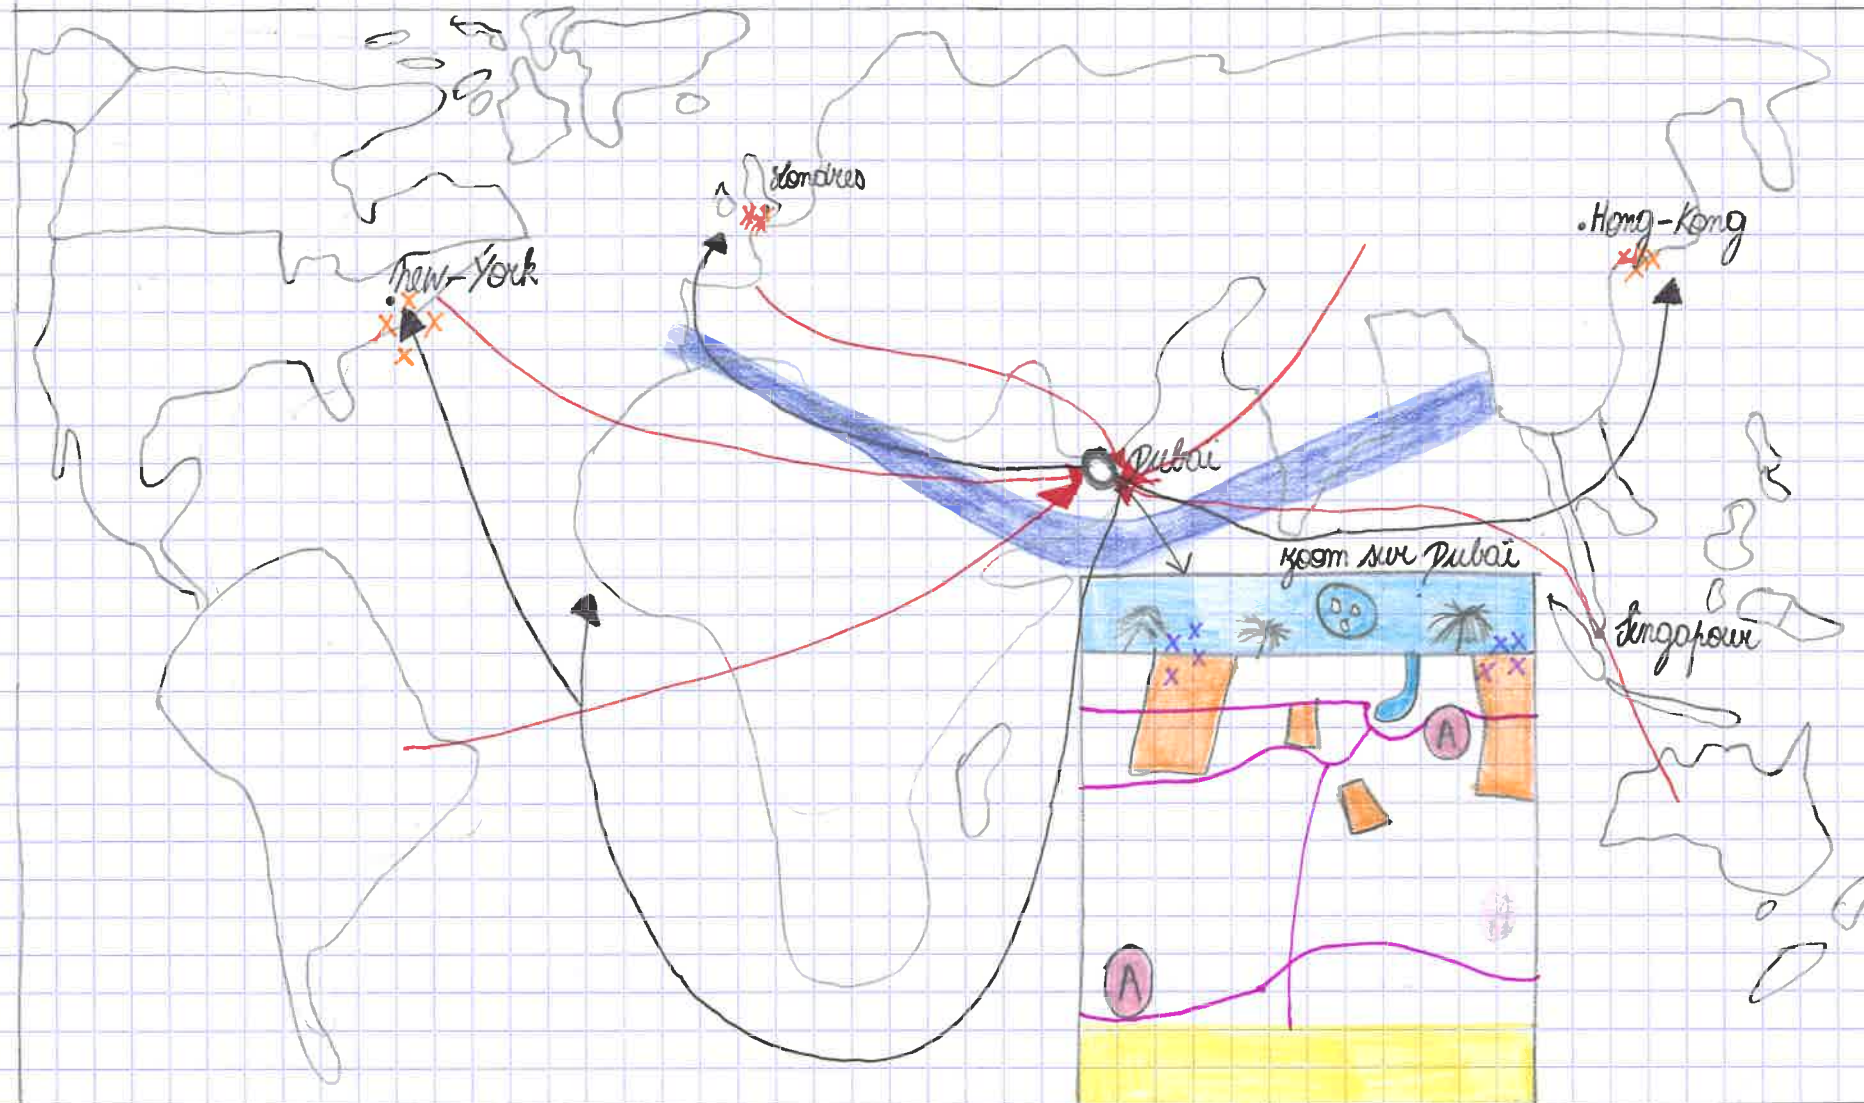 Londres
.Hong-Kong
New-York
Dubaï
zoom sur Dubaï
Singapour
A
A